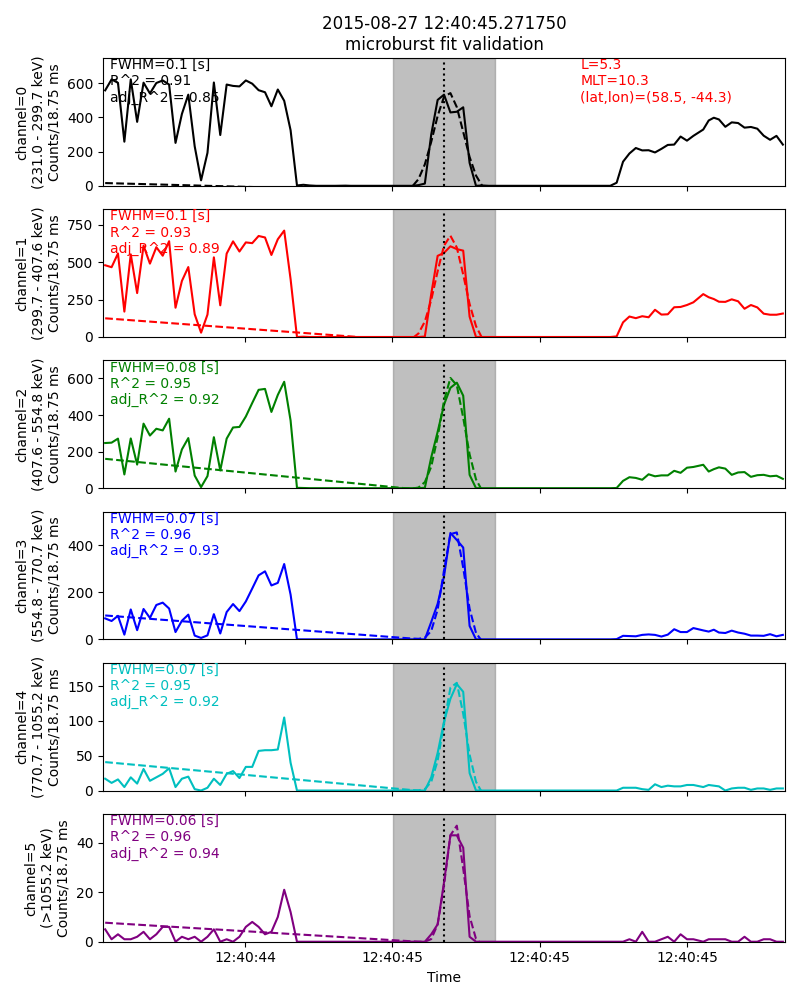 2015-08-27 12:40:45.271750
microburst fit validation
channel=0
(231.0 - 299.7 keV)
Counts/18.75 ms
600
400
200
0
FWHM=0.1 [s]
R^2 = 0.91
adj_R^2 = 0.85
L=5.3
MLT=10.3
(lat,lon)=(58.5, -44.3)
channel=1
(299.7 - 407.6 keV)
Counts/18.75 ms
750
500
250
0
FWHM=0.1 [s]
R^2 = 0.93
adj_R^2 = 0.89
channel=2
(407.6 - 554.8 keV)
Counts/18.75 ms
600
400
200
0
FWHM=0.08 [s]
R^2 = 0.95
adj_R^2 = 0.92
channel=3
(554.8 - 770.7 keV)
Counts/18.75 ms
400
200
0
FWHM=0.07 [s]
R^2 = 0.96
adj_R^2 = 0.93
channel=4
(770.7 - 1055.2 keV)
Counts/18.75 ms
150
100
50
0
FWHM=0.07 [s]
R^2 = 0.95
adj_R^2 = 0.92
channel=5
(>1055.2 keV)
Counts/18.75 ms
40
20
0
FWHM=0.06 [s]
R^2 = 0.96
adj_R^2 = 0.94
12:40:44
12:40:45
12:40:45
12:40:45
Time